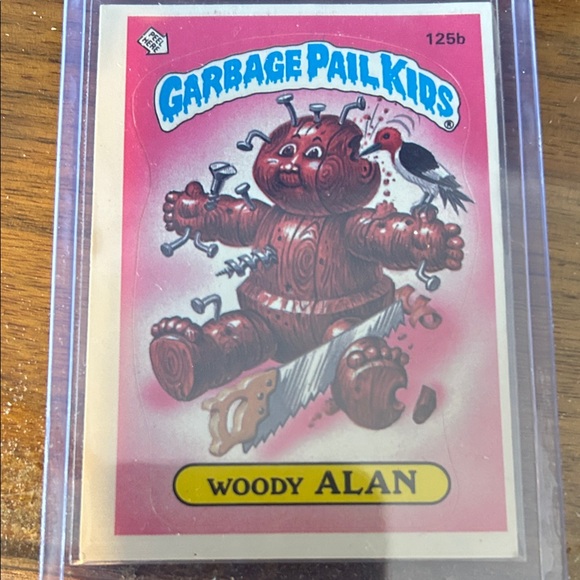 PEEL HERE
125b
GARBAGE PAIL KIDS®
WOODY ALAN